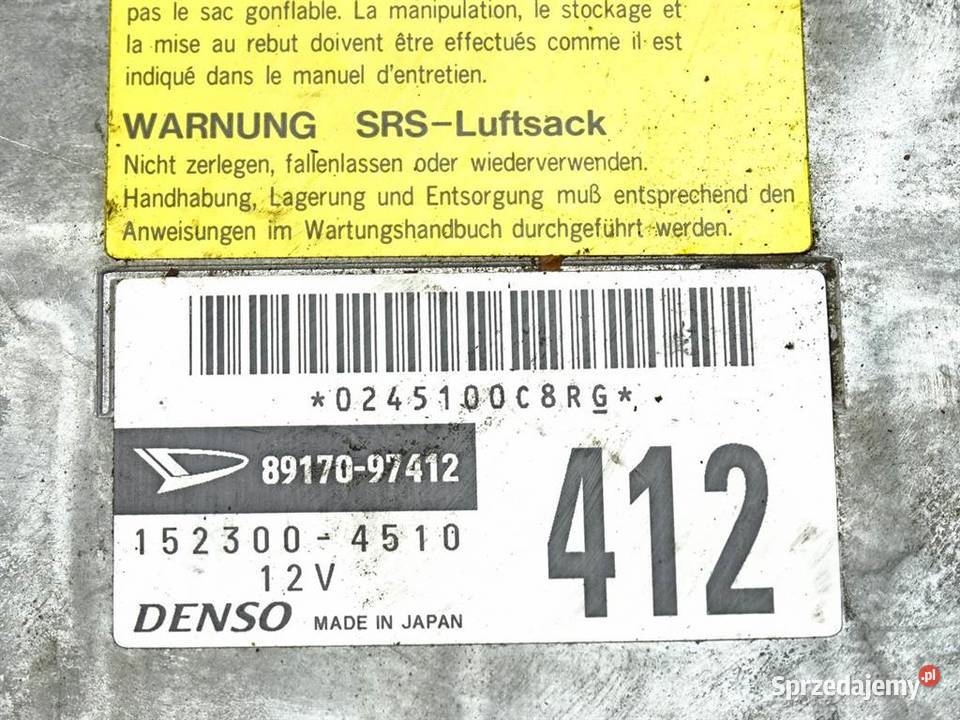 pas le sac gonflable. La manipulation, le stockage et
la mise au rebut doivent être effectués comme il est
indiqué dans le manuel d'entretien.
WARNUNG SRS-Luftsack
Nicht zerlegen, fallenlassen oder wiederverwenden.
Handhabung, Lagerung und Entsorgung muß entsprechend den
Anweisungen im Wartungshandbuch durchgeführt werden.
*0245100C8RG*
89170-97412
412
152300-4510
12V
DENSO MADE IN JAPAN
Sprzedajemy.pl